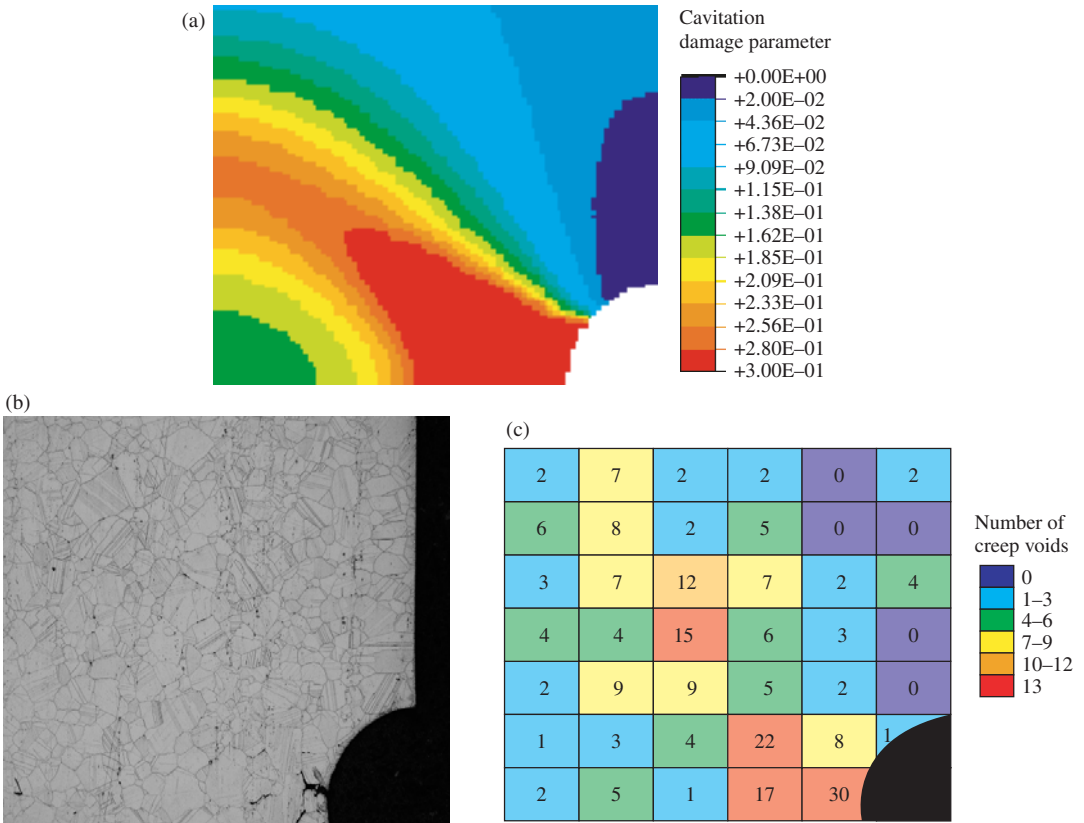 (a)
Cavitation
damage parameter
+0.00E+00
+2.00E–02
+4.36E–02
+6.73E–02
+9.09E–02
+1.15E–01
+1.38E–01
+1.62E–01
+1.85E–01
+2.09E–01
+2.33E–01
+2.56E–01
+2.80E–01
+3.00E–01
(b)
(c)
2 7 2 2 0 2
6 8 2 5 0 0
3 7 12 7 2 4
4 4 15 6 3 0
2 9 9 5 2 0
1 3 4 22 8 1
2 5 1 17 30
Number of
creep voids
0
1–3
4–6
7–9
10–12
13